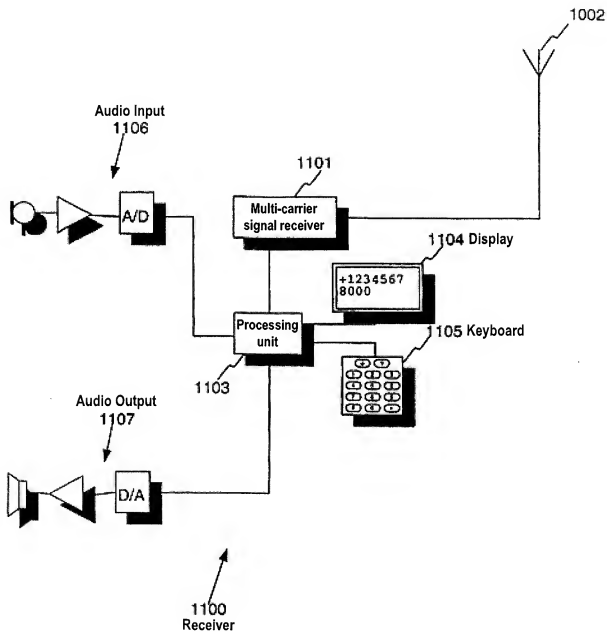 1002
Audio Input
1106
1101
A/D
Multi-carrier
signal receiver
1104 Display
+1234567
8000
Processing
unit
1105 Keyboard
1103
Audio Output
1107
D/A
1100
Receiver